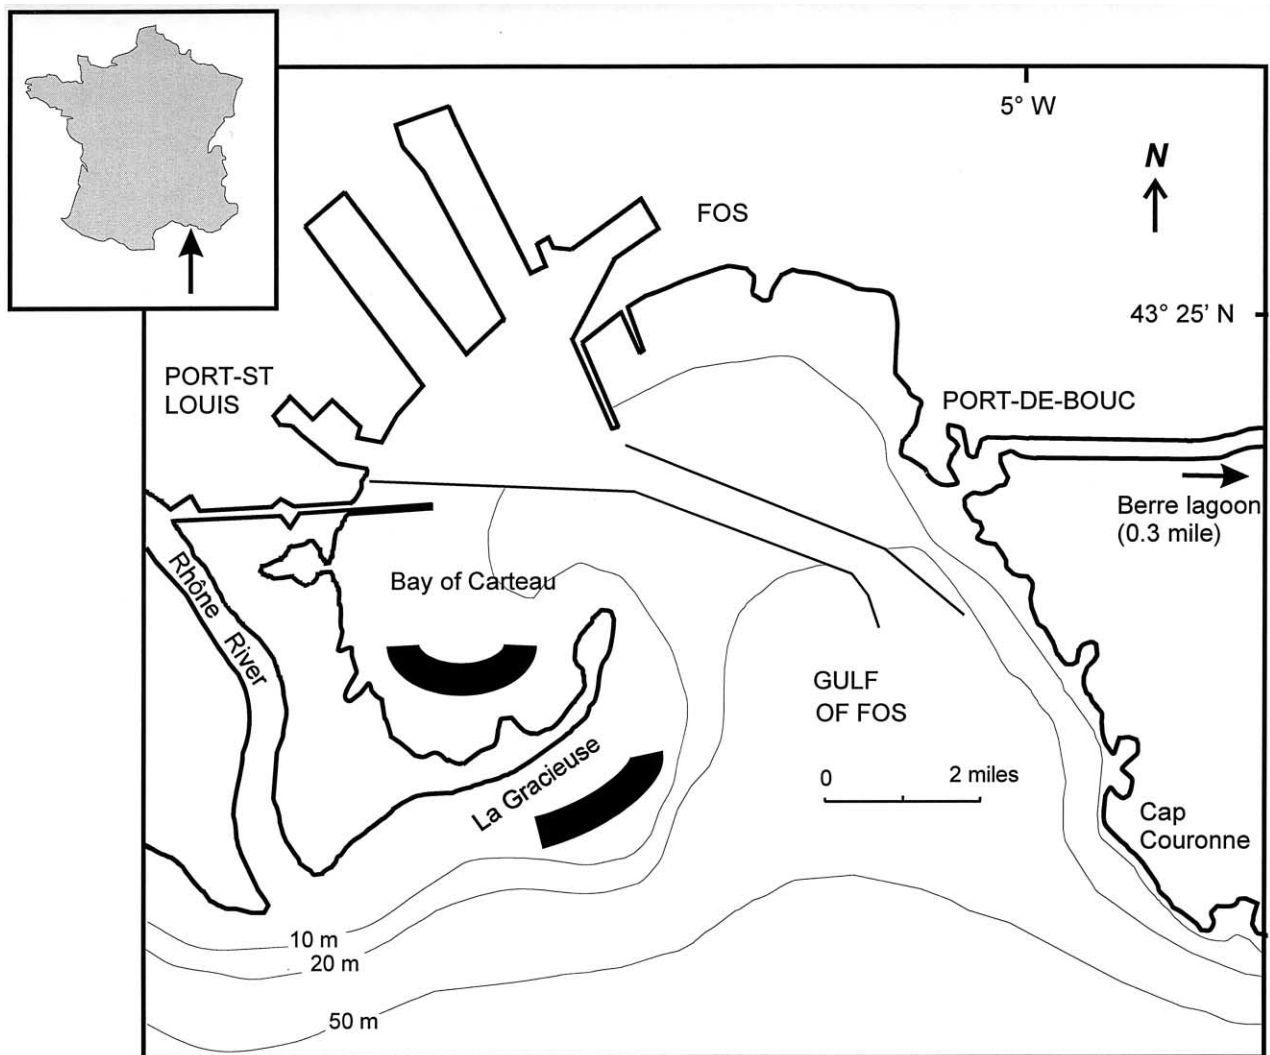 5° W
N
FOS
43° 25' N
PORT-ST
LOUIS
PORT-DE-BOUC
Berre lagoon
(0.3 mile)
Rhône River
Bay of Carteau
GULF
OF FOS
La Gracieuse
0 2 miles
Cap
Couronne
10 m
20 m
50 m